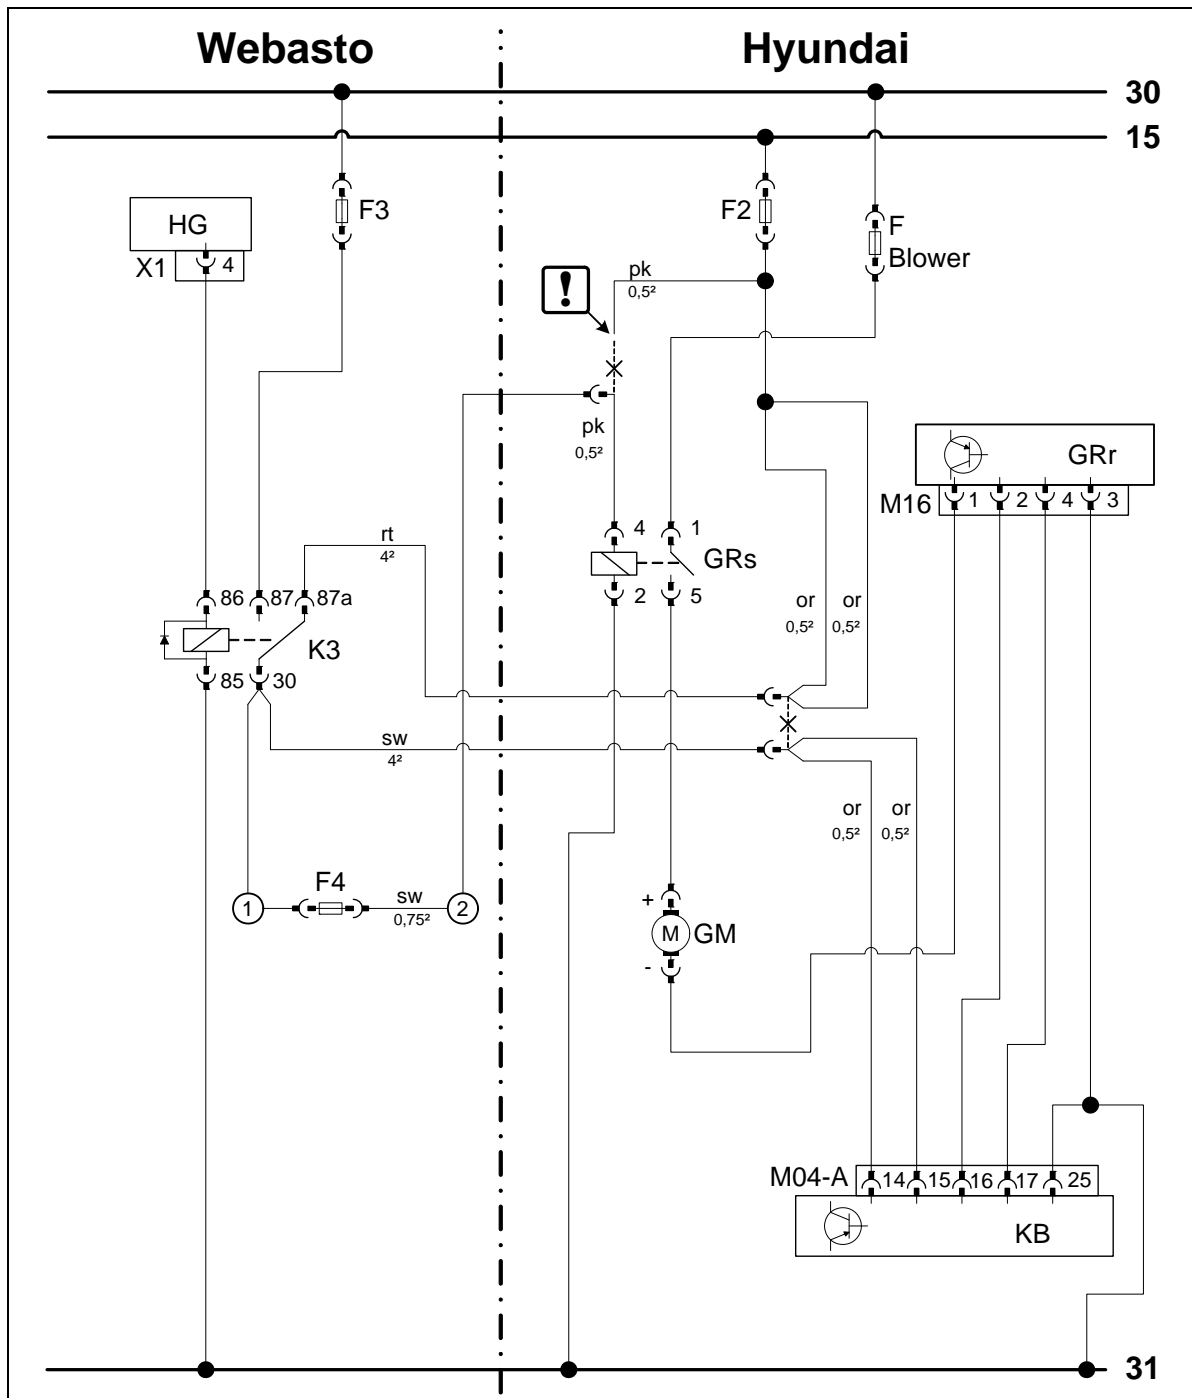 Webasto
Hyundai
30
15
HG
F3
F2
F
Blower
X1
4
pk
0,5²
!
pk
0,5²
GRr
M16
1
2
4
3
rt
4²
4
1
GRs
2
5
86
87
87a
K3
85
30
or
or
0,5²
0,5²
sw
4²
or
or
0,5²
0,5²
F4
sw
0,75²
1
2
+
M
GM
-
M04-A
14
15
16
17
25
KB
31